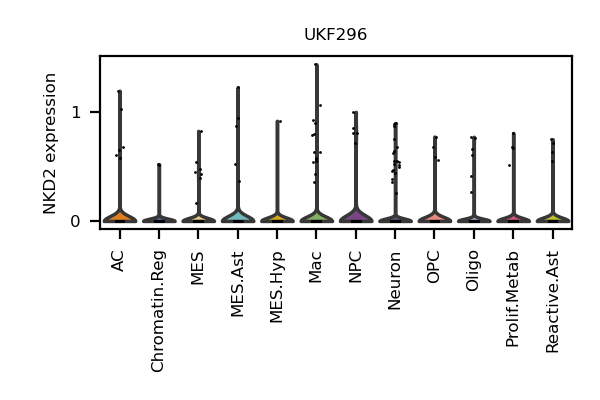 UKF296
NKD2 expression
1
0
AC
Chromatin.Reg
MES
MES.Ast
MES.Hyp
Mac
NPC
Neuron
OPC
Oligo
Prolif.Metab
Reactive.Ast